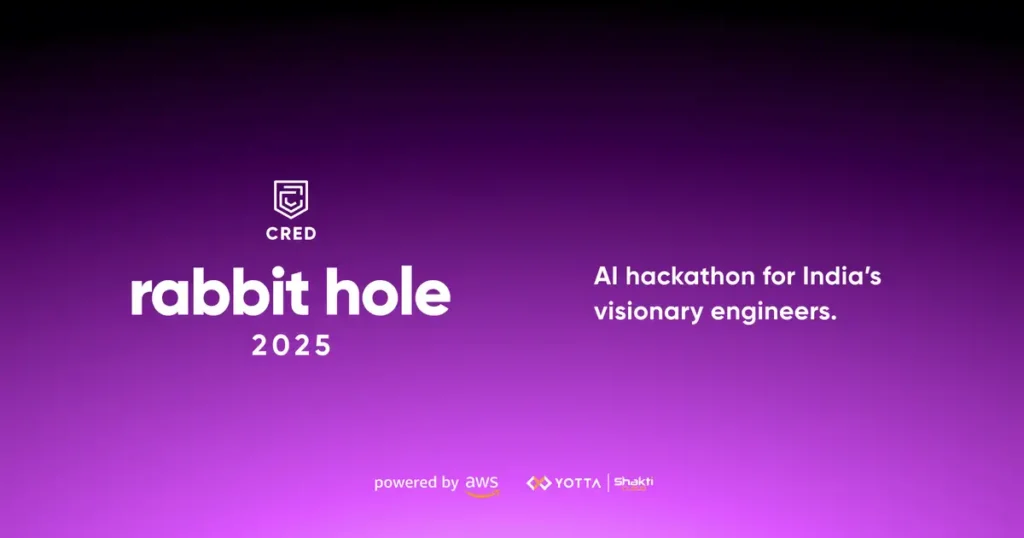 CRED
rabbit hole
2025
AI hackathon for India's
visionary engineers.
powered by aws
YOTTA
Shakti